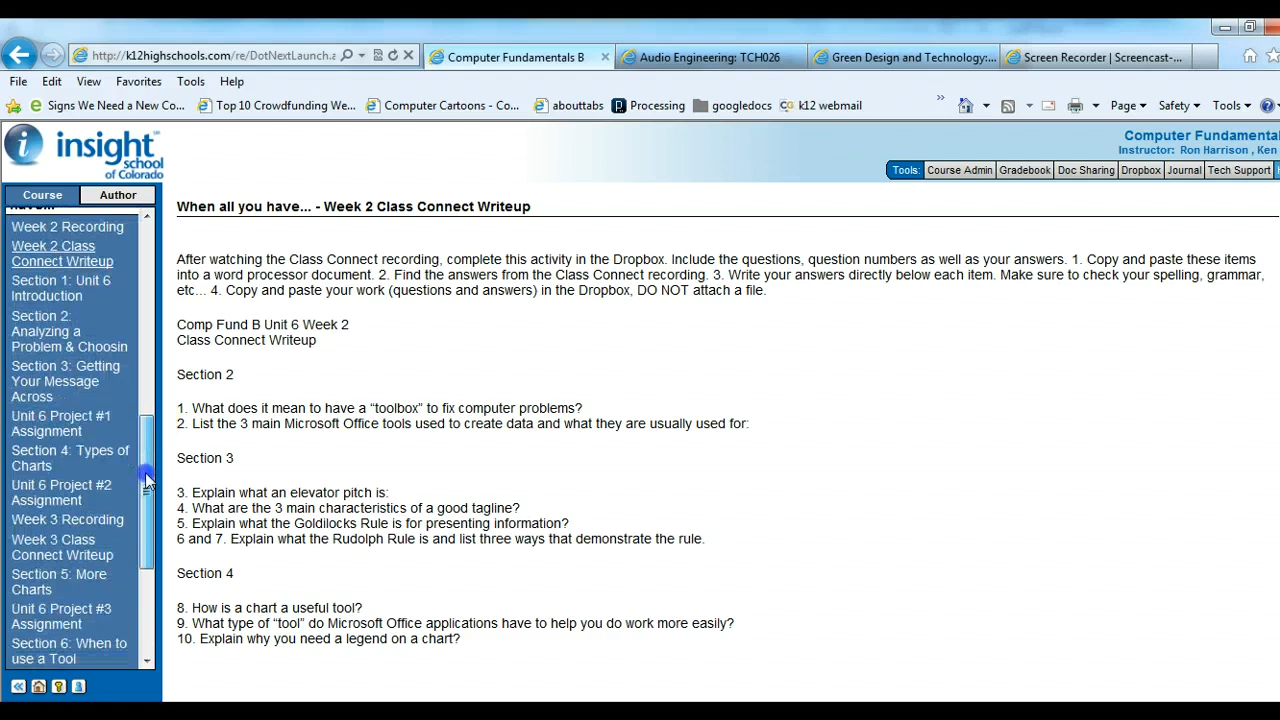 http://k12highschools.com/re/DotNextLaunch.a
Computer Fundamentals B
Audio Engineering: TCH026
Green Design and Technology:...
Screen Recorder | Screencast-...
File Edit View Favorites Tools Help
Signs We Need a New Co...
Top 10 Crowdfunding We...
Computer Cartoons - Co...
abouttabs
Processing
googledocs
k12 webmail
Page
Safety
Tools
insight
school
of Colorado
Computer Fundamenta
Instructor: Ron Harrison , Ken
Tools: Course Admin Gradebook Doc Sharing Dropbox Journal Tech Support
Course Author
Week 2 Recording
Week 2 Class
Connect Writeup
Section 1: Unit 6
Introduction
Section 2:
Analyzing a
Problem & Choosin
Section 3: Getting
Your Message
Across
Unit 6 Project #1
Assignment
Section 4: Types of
Charts
Unit 6 Project #2
Assignment
Week 3 Recording
Week 3 Class
Connect Writeup
Section 5: More
Charts
Unit 6 Project #3
Assignment
Section 6: When to
use a Tool
When all you have... - Week 2 Class Connect Writeup
After watching the Class Connect recording, complete this activity in the Dropbox. Include the questions, question numbers as well as your answers. 1. Copy and paste these items
into a word processor document. 2. Find the answers from the Class Connect recording. 3. Write your answers directly below each item. Make sure to check your spelling, grammar,
etc... 4. Copy and paste your work (questions and answers) in the Dropbox, DO NOT attach a file.
Comp Fund B Unit 6 Week 2
Class Connect Writeup
Section 2
1. What does it mean to have a “toolbox” to fix computer problems?
2. List the 3 main Microsoft Office tools used to create data and what they are usually used for:
Section 3
3. Explain what an elevator pitch is:
4. What are the 3 main characteristics of a good tagline?
5. Explain what the Goldilocks Rule is for presenting information?
6 and 7. Explain what the Rudolph Rule is and list three ways that demonstrate the rule.
Section 4
8. How is a chart a useful tool?
9. What type of “tool” do Microsoft Office applications have to help you do work more easily?
10. Explain why you need a legend on a chart?